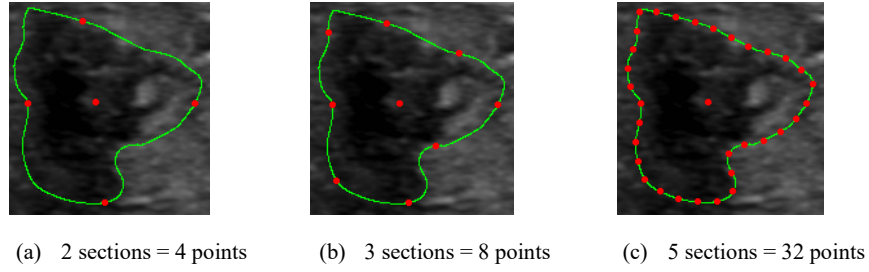 (a) 2 sections = 4 points
(b) 3 sections = 8 points
(c) 5 sections = 32 points